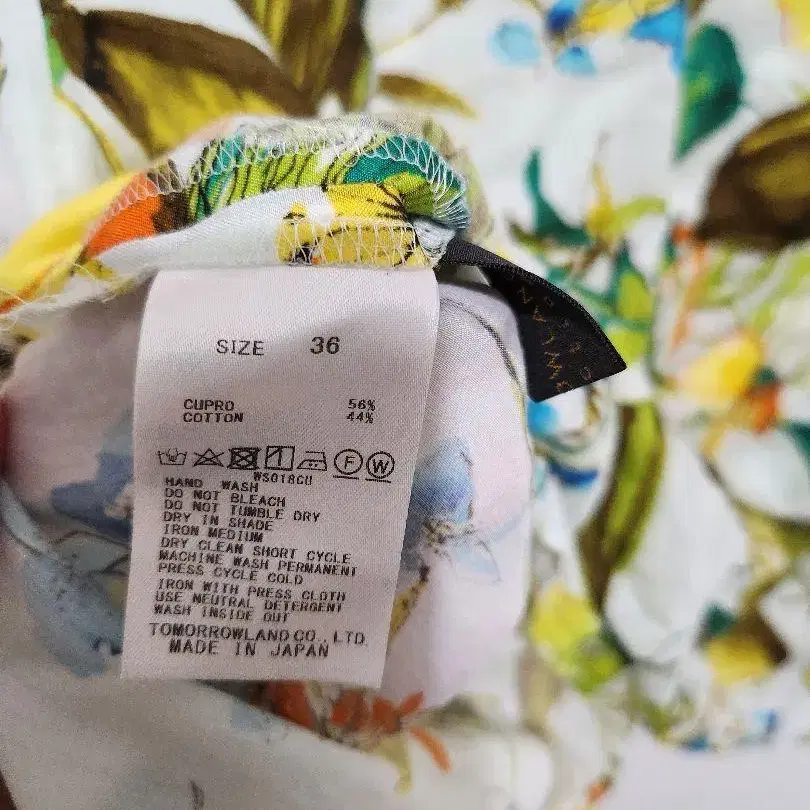 SIZE 36
CUPRO 56%
COTTON 44%
F W
WS018CU
HAND WASH
DO NOT BLEACH
DO NOT TUMBLE DRY
DRY IN SHADE
IRON MEDIUM
DRY CLEAN SHORT CYCLE
MACHINE WASH PERMANENT
PRESS CYCLE COLD
IRON WITH PRESS CLOTH
USE NEUTRAL DETERGENT
WASH INSIDE OUT
TOMORROWLAND CO., LTD.
MADE IN JAPAN